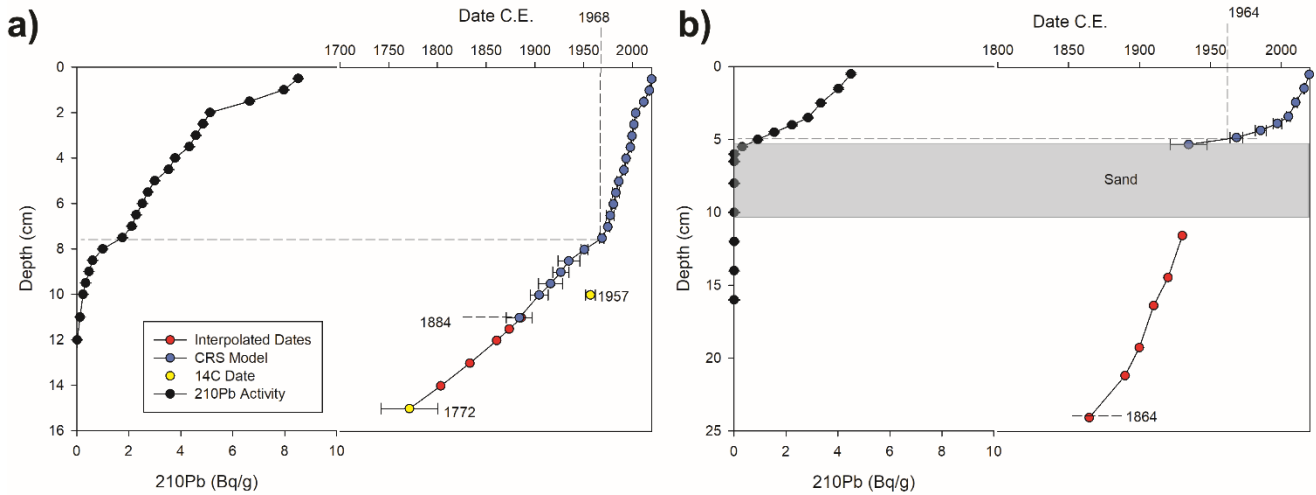 a)
Date C.E.
1968
1700 1750 1800 1850 1900 1950 2000
0
2
4
6
8
10
12
14
16
Depth (cm)
1957
1884
1772
Interpolated Dates
CRS Model
14C Date
210Pb Activity
0 2 4 6 8 10
210Pb (Bq/g)
b)
Date C.E.
1964
1800 1850 1900 1950 2000
0
5
10
15
20
25
Depth (cm)
Sand
1864
0 2 4 6 8 10
210Pb (Bq/g)